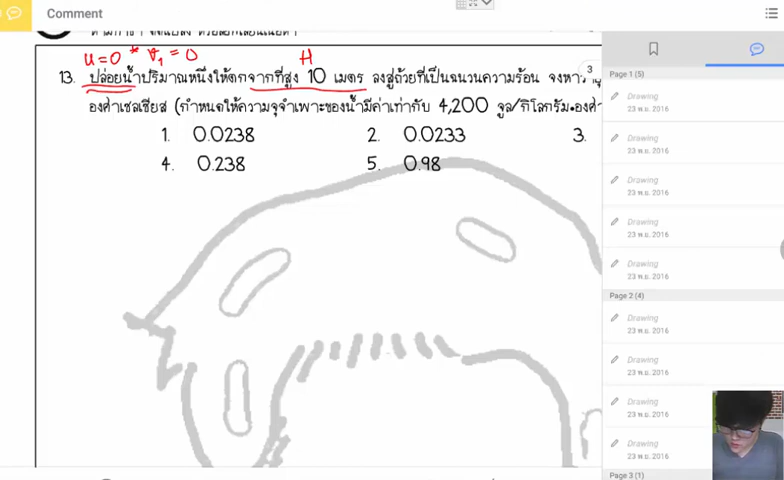 Comment
u=0 * v₁ = 0 H
13. ปล่อยน้ำปริมาณหนึ่งให้ตกจากที่สูง 10 เมตร ลงสู่ถ้วยที่เป็นฉนวนความร้อน จงหา
องศาเซลเซียส (กำหนดให้ความจุจำเพาะของน้ำมีค่าเท่ากับ 4,200 จูล/กิโลกรัม•องศา
1. 0.0238 2. 0.0233 3.
4. 0.238 5. 0.98
3
Page 1 (5)
Drawing
23 พ.ย. 2016
Drawing
23 พ.ย. 2016
Drawing
23 พ.ย. 2016
Drawing
23 พ.ย. 2016
Drawing
23 พ.ย. 2016
Page 2 (4)
Drawing
23 พ.ย. 2016
Drawing
23 พ.ย. 2016
Drawing
23 พ.ย. 2016
Drawing
23 พ.ย. 2016
Page 3 (1)